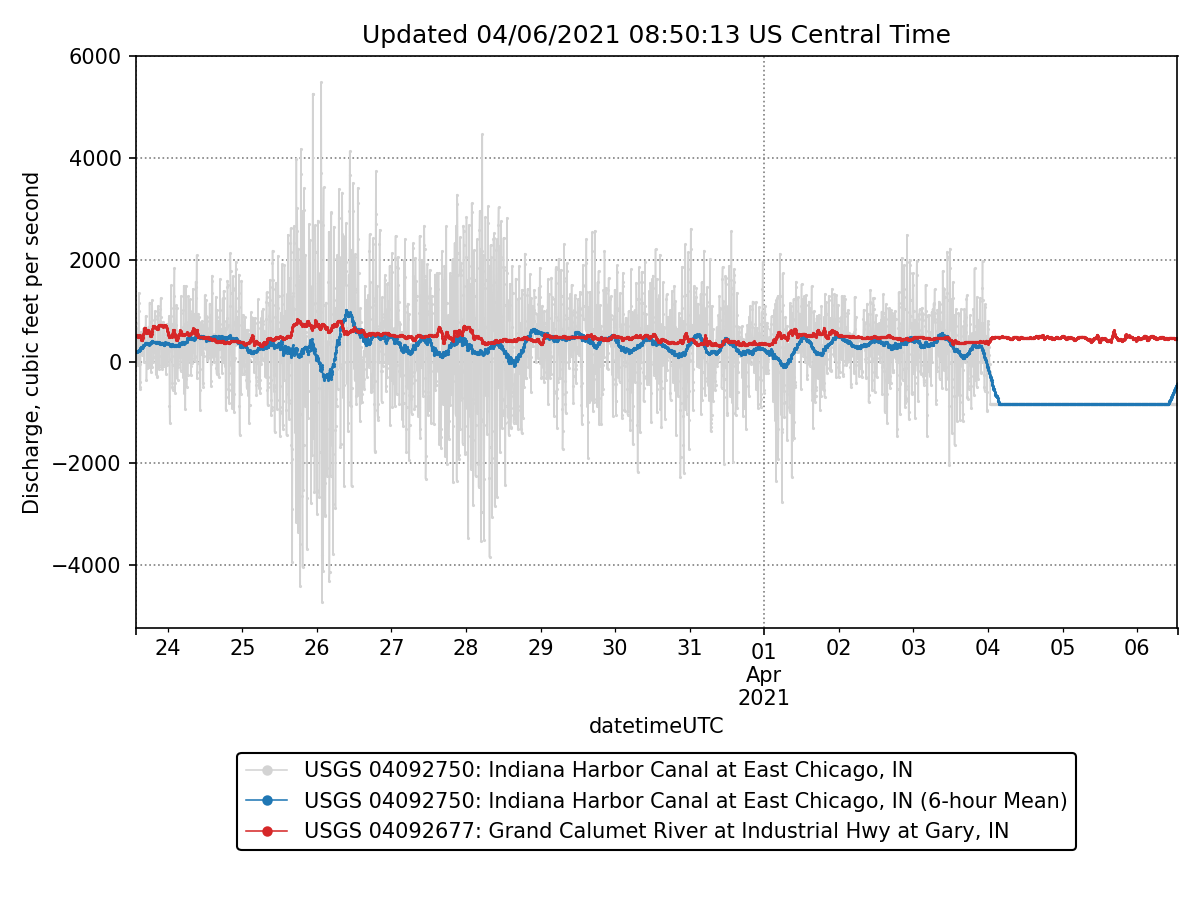 Updated 04/06/2021 08:50:13 US Central Time
Discharge, cubic feet per second
6000
4000
2000
0
−2000
−4000
24 25 26 27 28 29 30 31 01 02 03 04 05 06
Apr
2021
datetimeUTC
USGS 04092750: Indiana Harbor Canal at East Chicago, IN
USGS 04092750: Indiana Harbor Canal at East Chicago, IN (6-hour Mean)
USGS 04092677: Grand Calumet River at Industrial Hwy at Gary, IN